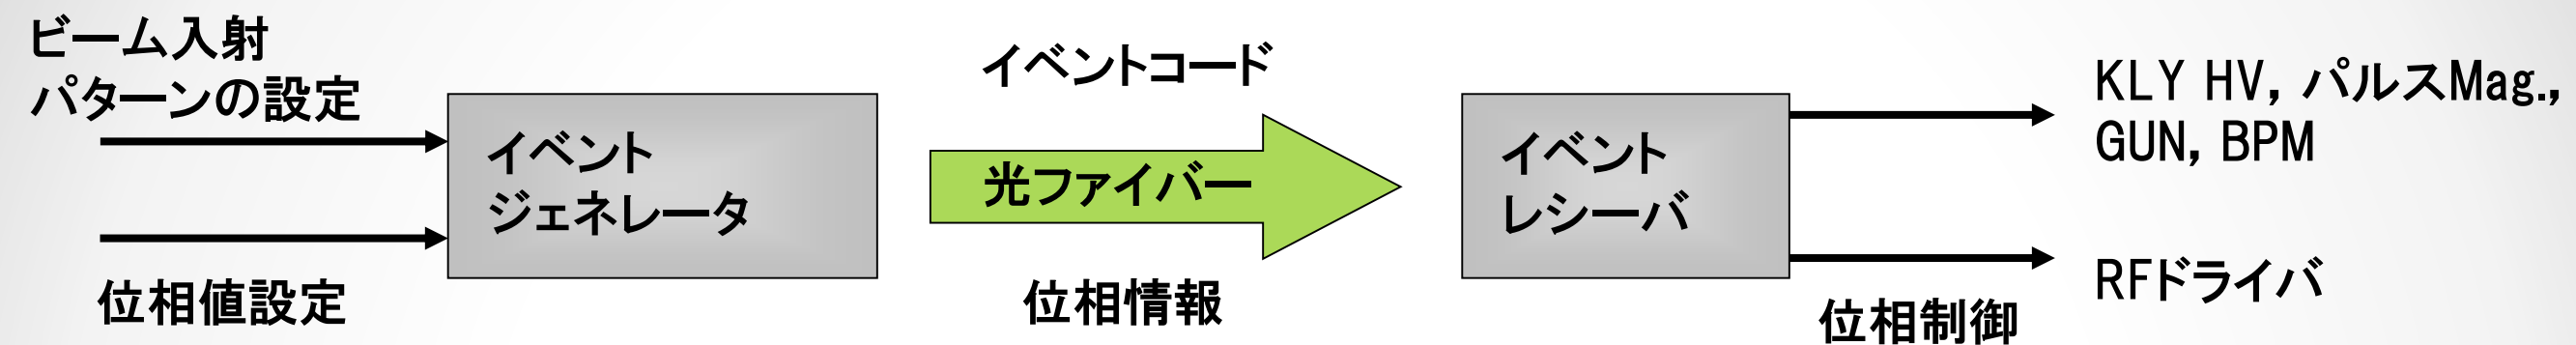 ビーム入射
パターンの設定
位相値設定
イベント
ジェネレータ
イベントコード
光ファイバー
位相情報
イベント
レシーバ
KLY HV, パルスMag.,
GUN, BPM
RFドライバ
位相制御